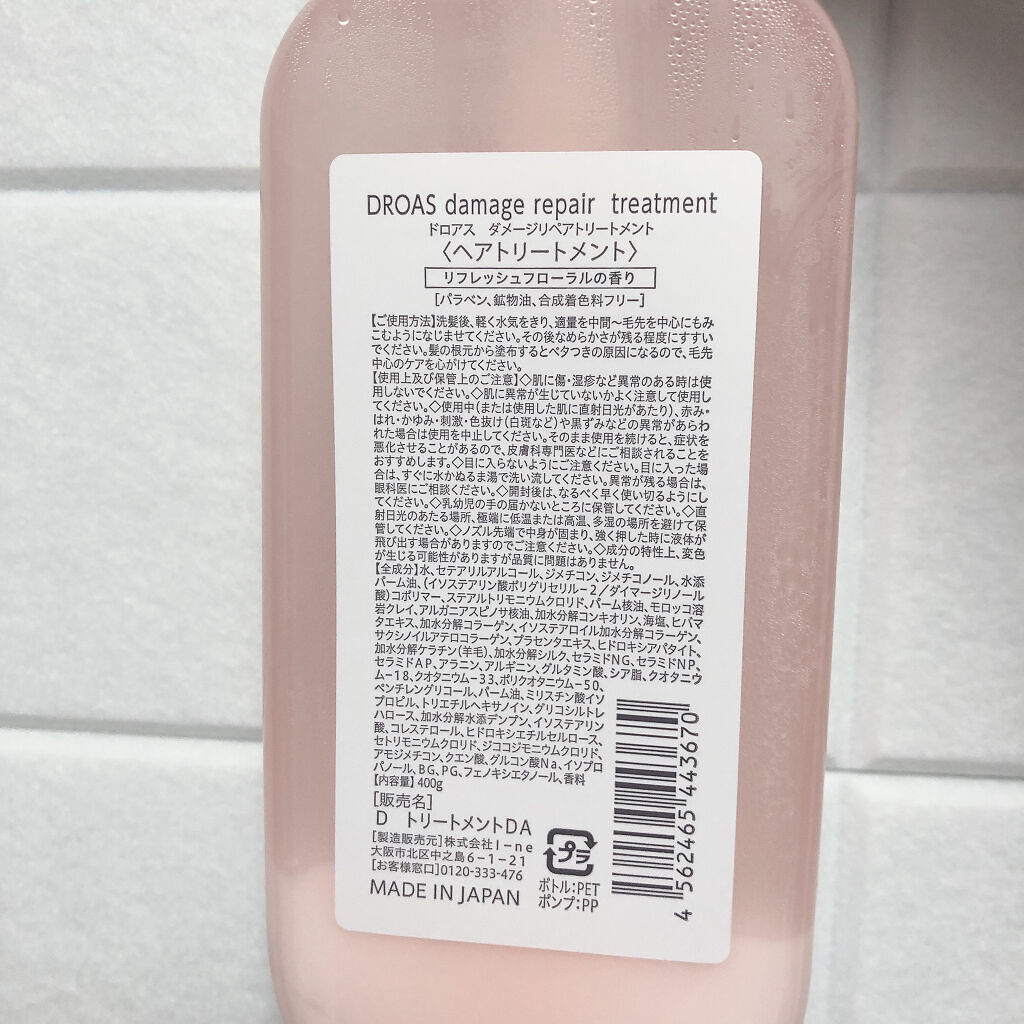 DROAS damage repair treatment
ドロアス ダメージリペアトリートメント
〈ヘアトリートメント〉
リフレッシュフローラルの香り
[パラベン、鉱物油、合成着色料フリー]
【ご使用方法】洗髪後、軽く水気をきり、適量を中間〜毛先を中心にもみ
こむようになじませてください。その後なめらかさが残る程度にすすい
でください。髪の根元から塗布するとベタつきの原因になるので、毛先
中心のケアを心がけてください。
【使用上及び保管上のご注意】◇肌に傷・湿疹など異常のある時は使
用しないでください。◇肌に異常が生じていないかよく注意して使用し
てください。◇使用中(または使用した肌に直射日光があたり)、赤み・
はれ・かゆみ・刺激・色抜け(白斑など)や黒ずみなどの異常があらわ
れた場合は使用を中止してください。そのまま使用を続けると、症状を
悪化させることがあるので、皮膚科専門医などにご相談されることを
おすすめします。◇目に入らないようにご注意ください。目に入った場
合は、すぐに水かぬるま湯で洗い流してください。異常が残る場合は、
眼科医にご相談ください。◇開封後は、なるべく早く使い切るようにし
てください。◇乳幼児の手の届かないところに保管してください。◇直
射日光のあたる場所、極端に低温または高温、多湿の場所を避けて保
管してください。◇ノズル先端で中身が固まり、強く押した時に液体が
飛び出す場合がありますのでご注意ください。◇成分の特性上、変色
が生じる可能性がありますが品質に問題はありません。
【全成分】水、セテアリルアルコール、ジメチコン、ジメチコノール、水添
パーム油、(イソステアリン酸ポリグリセリル-2/ダイマージリノール
酸)コポリマー、ステアルトリモニウムクロリド、パーム核油、モロッコ溶
岩クレイ、アルガニアスピノサ核油、加水分解コンキオリン、海塩、ヒバマ
タエキス、加水分解コラーゲン、イソステアロイル加水分解コラーゲン、
サクシノイルアテロコラーゲン、プラセンタエキス、ヒドロキシアパタイト、
加水分解ケラチン(羊毛)、加水分解シルク、セラミドNG、セラミドNP、
セラミドAP、アラニン、アルギニン、グルタミン酸、シア脂、クオタニウ
ム-18、クオタニウム-33、ポリクオタニウム-50、
ペンチレングリコール、パーム油、ミリスチン酸イソ
プロピル、トリエチルヘキサノイン、グリコシルトレ
ハロース、加水分解水添デンプン、イソステアリン
酸、コレステロール、ヒドロキシエチルセルロース、
セトリモニウムクロリド、ジココジモニウムクロリド、
アモジメチコン、クエン酸、グルコン酸Na、イソプロ
パノール、BG、PG、フェノキシエタノール、香料
【内容量】400g
[販売名]
D トリートメントDA
[製造販売元]株式会社I-ne
大阪市北区中之島6-1-21
[お客様窓口]0120-333-476
MADE IN JAPAN
プラ
ボトル:PET
ポンプ:PP
4 562465 443670